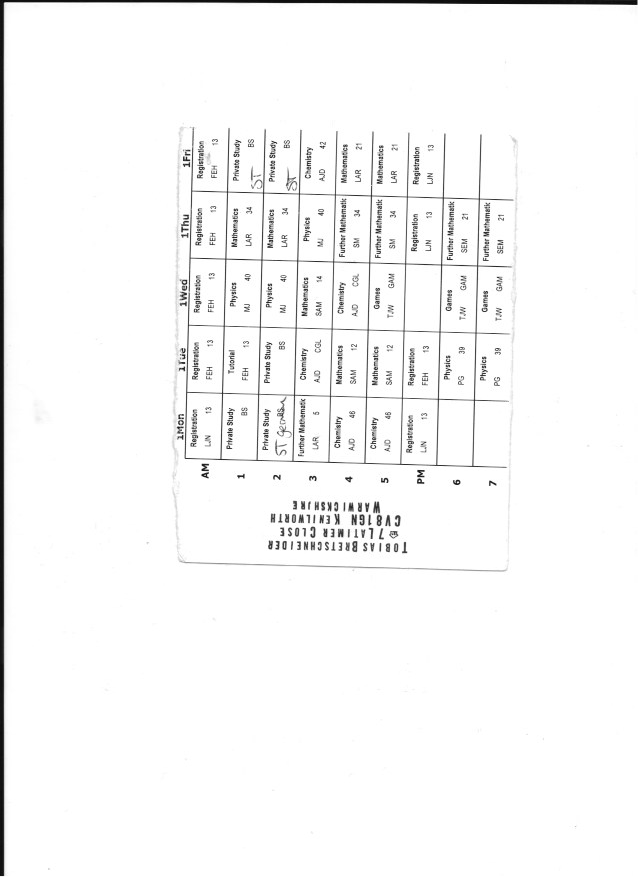 1Mon 1Tue 1Wed 1Thu 1Fri
AM
Registration Registration Registration Registration Registration
LJN 13 FEH 13 FEH 13 FEH 13 FEH 13
1
Private Study Tutorial Physics Mathematics Private Study
BS FEH 13 MJ 40 LAR 34 BS
ST
2
Private Study Private Study Physics Mathematics Private Study
BS BS MJ 40 LAR 34 BS
ST German ST
3
Further Mathematic Chemistry Mathematics Physics Chemistry
LAR 5 AJD CGL SAM 14 MJ 40 AJD 42
4
Chemistry Mathematics Chemistry Further Mathematic Mathematics
AJD 46 SAM 12 AJD CGL SM 34 LAR 21
5
Chemistry Mathematics Games Further Mathematic Mathematics
AJD 46 SAM 12 TJW GAM SM 34 LAR 21
PM
Registration Registration Registration Registration
LJN 13 FEH 13 LJN 13 LJN 13
6
Physics Games Further Mathematic
PG 39 TJW GAM SEM 21
7
Physics Games Further Mathematic
PG 39 TJW GAM SEM 21
TOBIAS BRETSCHNEIDER
7 LATIMER CLOSE
CV81GN KENILWORTH
WARWICKSHIRE